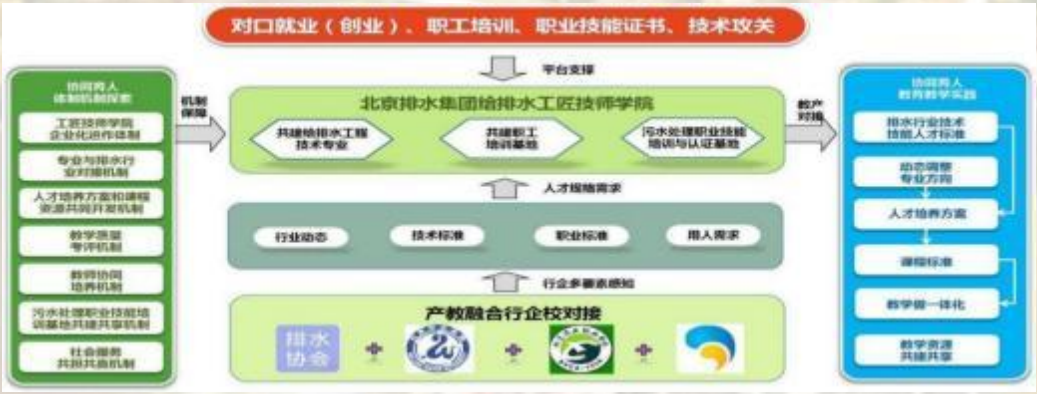 对口就业（创业）、职工培训、职业技能证书、技术攻关
平台支撑
协同育人
体制机制探索
工匠技师学院
企业化运作体制
专业与排水行
业对接机制
人才培养方案和课程
资源共同开发机制
教学质量
考评机制
教师协同
培养机制
污水处理职业技能培
训基地共建共享机制
社会服务
共担共赢机制
机制
保障
北京排水集团给排水工匠技师学院
共建给排水工程
技术专业
共建职工
培训基地
污水处理职业技能
培训与认证基地
人才规格需求
行业动态
技术标准
职业标准
用人需求
行企多要素感知
产教融合行企校对接
排水
协会
教产
对接
协同育人
教育教学实践
排水行业技术
技能人才标准
动态调整
专业方向
人才培养方案
课程标准
教学做一体化
教学资源
共建共享